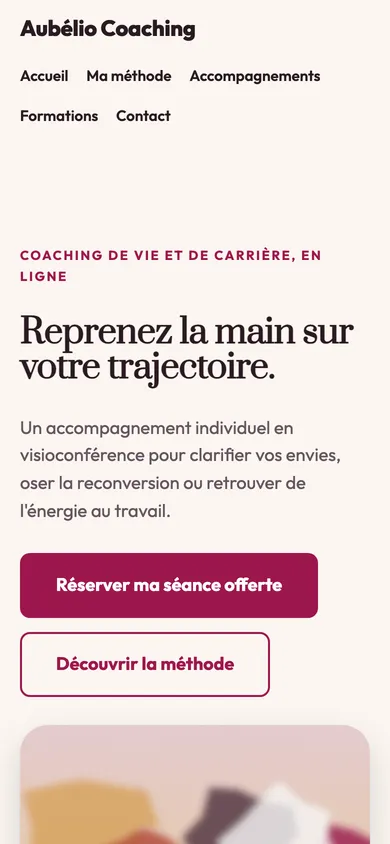 Aubélio Coaching
Accueil Ma méthode Accompagnements
Formations Contact
COACHING DE VIE ET DE CARRIÈRE, EN
LIGNE
Reprenez la main sur
votre trajectoire.
Un accompagnement individuel en
visioconférence pour clarifier vos envies,
oser la reconversion ou retrouver de
l'énergie au travail.
Réserver ma séance offerte
Découvrir la méthode